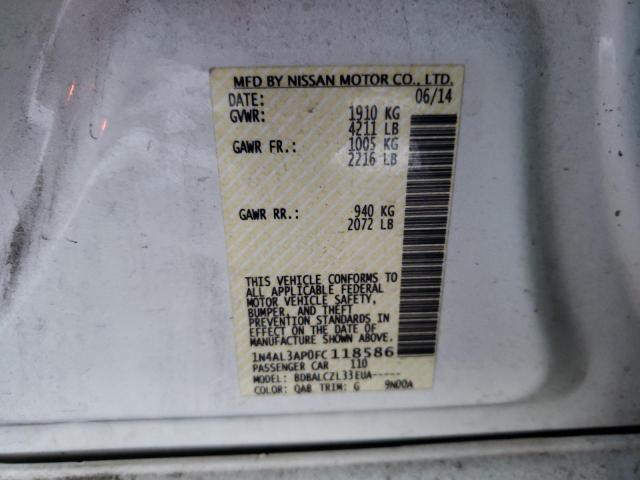 MFD BY NISSAN MOTOR CO., LTD.
DATE: 06/14
GVWR: 1910 KG
4211 LB
GAWR FR.: 1005 KG
2216 LB
GAWR RR.: 940 KG
2072 LB
THIS VEHICLE CONFORMS TO
ALL APPLICABLE FEDERAL
MOTOR VEHICLE SAFETY,
BUMPER, AND THEFT
PREVENTION STANDARDS IN
EFFECT ON THE DATE OF
MANUFACTURE SHOWN ABOVE.
1N4AL3AP0FC118586
PASSENGER CAR 110
MODEL: BDBALCZL33EUA-----
COLOR: QAB TRIM: G 9N00A